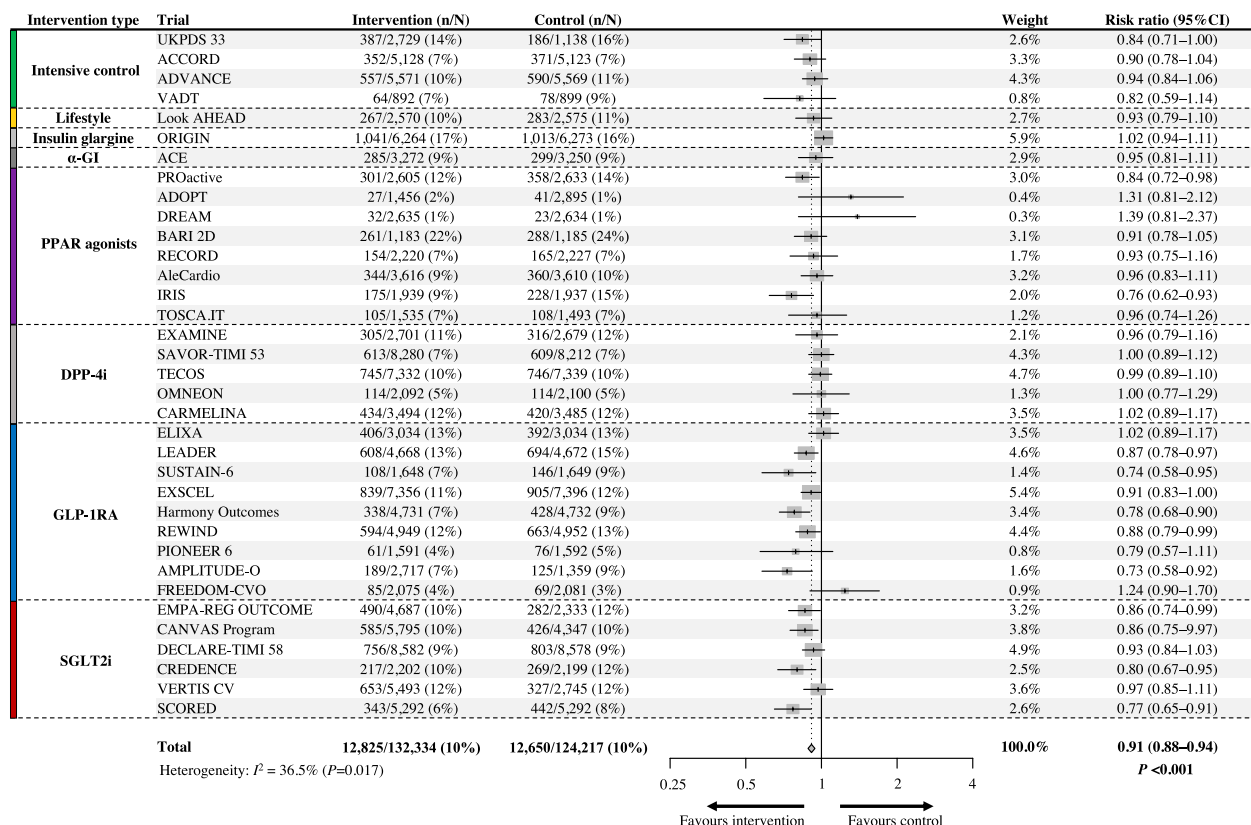 Intervention type Trial Intervention (n/N) Control (n/N) Weight Risk ratio (95%CI)
UKPDS 33 387/2,729 (14%) 186/1,138 (16%) 2.6% 0.84 (0.71–1.00)
Intensive control ACCORD 352/5,128 (7%) 371/5,123 (7%) 3.3% 0.90 (0.78–1.04)
ADVANCE 557/5,571 (10%) 590/5,569 (11%) 4.3% 0.94 (0.84–1.06)
VADT 64/892 (7%) 78/899 (9%) 0.8% 0.82 (0.59–1.14)
Lifestyle Look AHEAD 267/2,570 (10%) 283/2,575 (11%) 2.7% 0.93 (0.79–1.10)
Insulin glargine ORIGIN 1,041/6,264 (17%) 1,013/6,273 (16%) 5.9% 1.02 (0.94–1.11)
α-GI ACE 285/3,272 (9%) 299/3,250 (9%) 2.9% 0.95 (0.81–1.11)
PROactive 301/2,605 (12%) 358/2,633 (14%) 3.0% 0.84 (0.72–0.98)
ADOPT 27/1,456 (2%) 41/2,895 (1%) 0.4% 1.31 (0.81–2.12)
DREAM 32/2,635 (1%) 23/2,634 (1%) 0.3% 1.39 (0.81–2.37)
PPAR agonists BARI 2D 261/1,183 (22%) 288/1,185 (24%) 3.1% 0.91 (0.78–1.05)
RECORD 154/2,220 (7%) 165/2,227 (7%) 1.7% 0.93 (0.75–1.16)
AleCardio 344/3,616 (9%) 360/3,610 (10%) 3.2% 0.96 (0.83–1.11)
IRIS 175/1,939 (9%) 228/1,937 (15%) 2.0% 0.76 (0.62–0.93)
TOSCA.IT 105/1,535 (7%) 108/1,493 (7%) 1.2% 0.96 (0.74–1.26)
EXAMINE 305/2,701 (11%) 316/2,679 (12%) 2.1% 0.96 (0.79–1.16)
SAVOR-TIMI 53 613/8,280 (7%) 609/8,212 (7%) 4.3% 1.00 (0.89–1.12)
DPP-4i TECOS 745/7,332 (10%) 746/7,339 (10%) 4.7% 0.99 (0.89–1.10)
OMNEON 114/2,092 (5%) 114/2,100 (5%) 1.3% 1.00 (0.77–1.29)
CARMELINA 434/3,494 (12%) 420/3,485 (12%) 3.5% 1.02 (0.89–1.17)
ELIXA 406/3,034 (13%) 392/3,034 (13%) 3.5% 1.02 (0.89–1.17)
LEADER 608/4,668 (13%) 694/4,672 (15%) 4.6% 0.87 (0.78–0.97)
SUSTAIN-6 108/1,648 (7%) 146/1,649 (9%) 1.4% 0.74 (0.58–0.95)
EXSCEL 839/7,356 (11%) 905/7,396 (12%) 5.4% 0.91 (0.83–1.00)
GLP-1RA Harmony Outcomes 338/4,731 (7%) 428/4,732 (9%) 3.4% 0.78 (0.68–0.90)
REWIND 594/4,949 (12%) 663/4,952 (13%) 4.4% 0.88 (0.79–0.99)
PIONEER 6 61/1,591 (4%) 76/1,592 (5%) 0.8% 0.79 (0.57–1.11)
AMPLITUDE-O 189/2,717 (7%) 125/1,359 (9%) 1.6% 0.73 (0.58–0.92)
FREEDOM-CVO 85/2,075 (4%) 69/2,081 (3%) 0.9% 1.24 (0.90–1.70)
EMPA-REG OUTCOME 490/4,687 (10%) 282/2,333 (12%) 3.2% 0.86 (0.74–0.99)
CANVAS Program 585/5,795 (10%) 426/4,347 (10%) 3.8% 0.86 (0.75–9.97)
DECLARE-TIMI 58 756/8,582 (9%) 803/8,578 (9%) 4.9% 0.93 (0.84–1.03)
SGLT2i CREDENCE 217/2,202 (10%) 269/2,199 (12%) 2.5% 0.80 (0.67–0.95)
VERTIS CV 653/5,493 (12%) 327/2,745 (12%) 3.6% 0.97 (0.85–1.11)
SCORED 343/5,292 (6%) 442/5,292 (8%) 2.6% 0.77 (0.65–0.91)
Total 12,825/132,334 (10%) 12,650/124,217 (10%) 100.0% 0.91 (0.88–0.94)
Heterogeneity: I² = 36.5% (P=0.017) P <0.001
0.25 0.5 1 2 4
Favours intervention Favours control